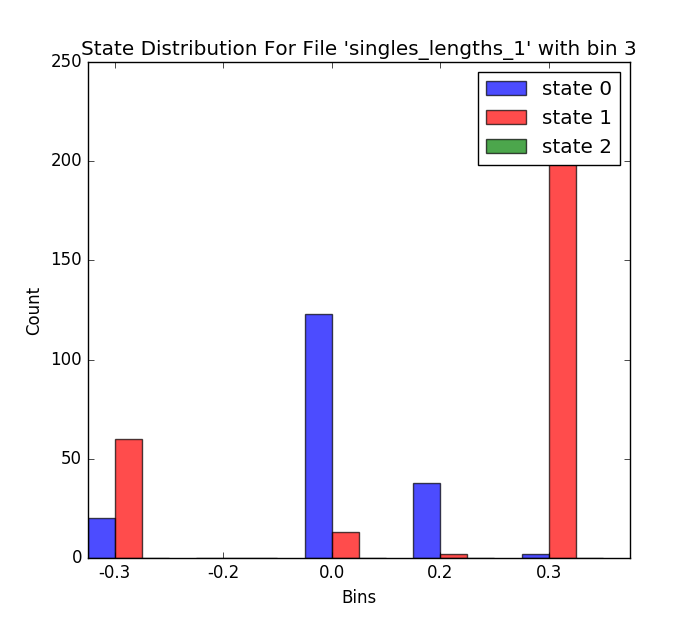 State Distribution For File 'singles_lengths_1' with bin 3
250
200
150
100
50
0
Count
state 0
state 1
state 2
-0.3 -0.2 0.0 0.2 0.3
Bins